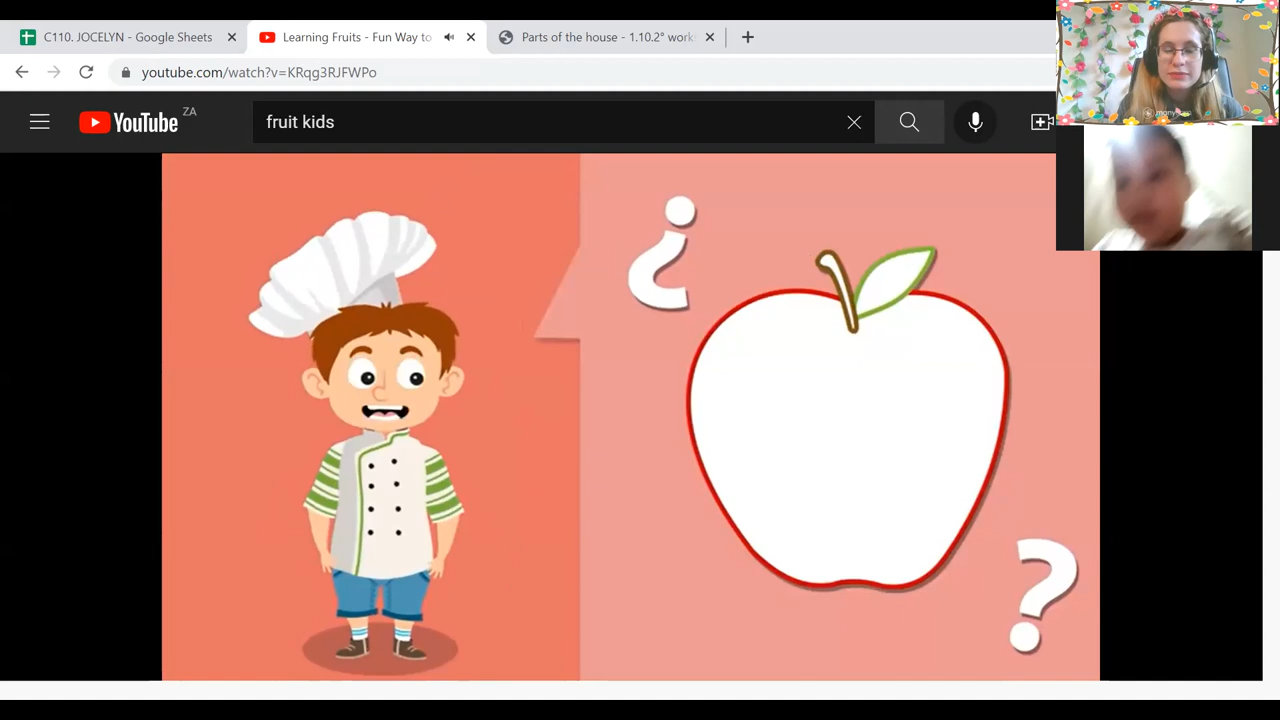 C110. JOCELYN - Google Sheets
Learning Fruits - Fun Way to
Parts of the house - 1.10.2° work
youtube.com/watch?v=KRqg3RJFWPo
YouTube ZA
fruit kids
¿
?